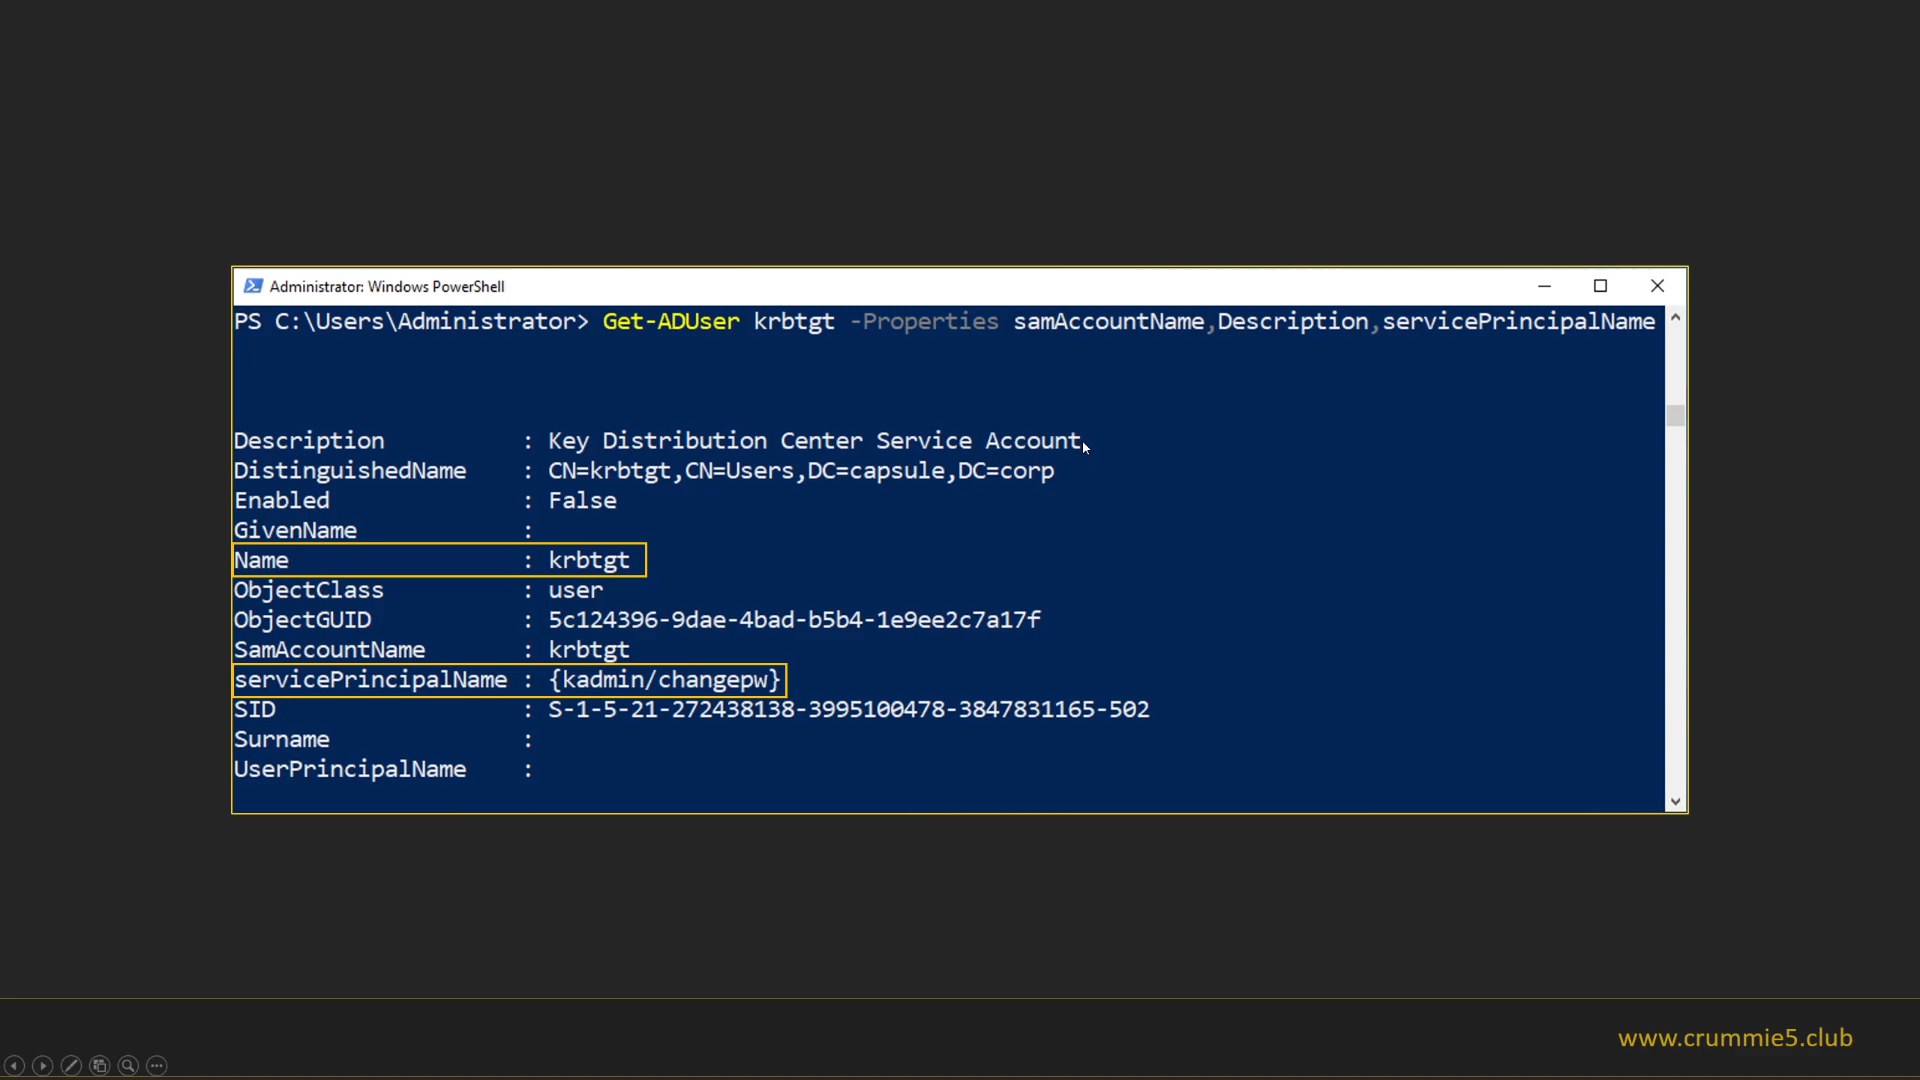 Administrator: Windows PowerShell
PS C:\Users\Administrator> Get-ADUser krbtgt -Properties samAccountName,Description,servicePrincipalName
Description : Key Distribution Center Service Account
DistinguishedName : CN=krbtgt,CN=Users,DC=capsule,DC=corp
Enabled : False
GivenName :
Name : krbtgt
ObjectClass : user
ObjectGUID : 5c124396-9dae-4bad-b5b4-1e9ee2c7a17f
SamAccountName : krbtgt
servicePrincipalName : {kadmin/changepw}
SID : S-1-5-21-272438138-3995100478-3847831165-502
Surname :
UserPrincipalName :
www.crummie5.club